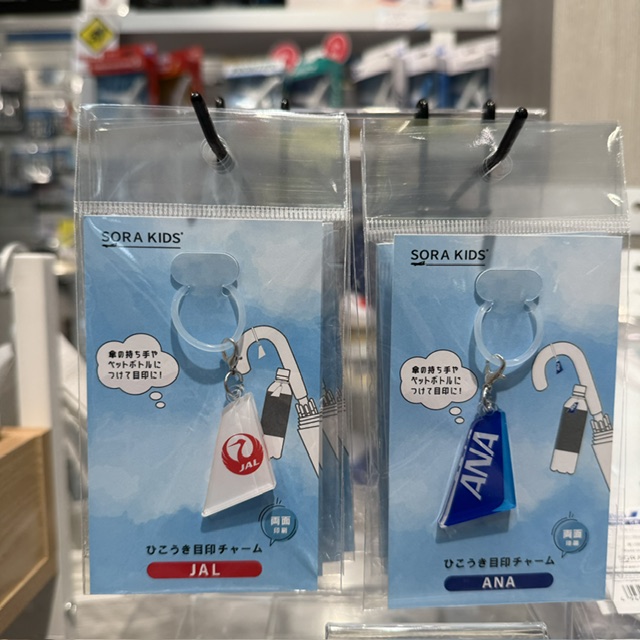 SORA KIDS
傘の持ち手や
ペットボトルに
つけて目印に!
JAL
両面
印刷
ひこうき目印チャーム
JAL
SORA KIDS
傘の持ち手や
ペットボトルに
つけて目印に!
ANA
両面
印刷
ひこうき目印チャーム
ANA